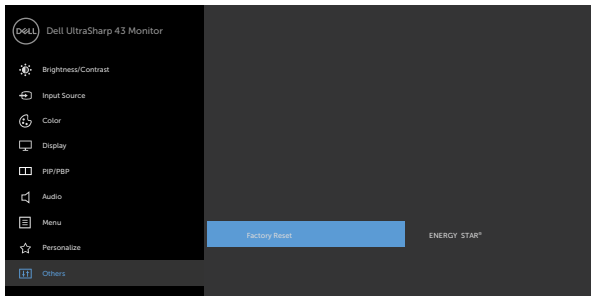 DELL
Dell UltraSharp 43 Monitor
Brightness/Contrast
Input Source
Color
Display
PIP/PBP
Audio
Menu
Factory Reset ENERGY STAR®
Personalize
Others